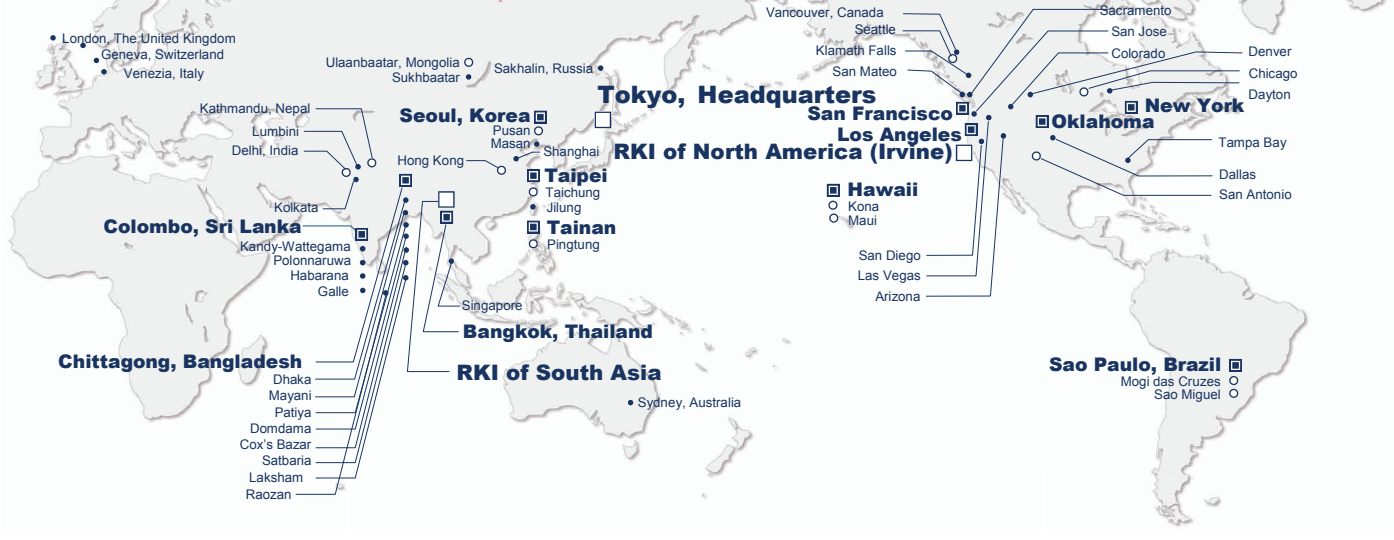 Vancouver, Canada
Seattle
Klamath Falls
San Mateo
Sacramento
San Jose
Colorado
Denver
Chicago
Dayton
London, The United Kingdom
Geneva, Switzerland
Venezia, Italy
Ulaanbaatar, Mongolia
Sukhbaatar
Sakhalin, Russia
Tokyo, Headquarters
Kathmandu, Nepal
Lumbini
Delhi, India
Kolkata
Seoul, Korea
Pusan
Masan
Shanghai
Hong Kong
San Francisco
Los Angeles
RKI of North America (Irvine)
New York
Oklahoma
Tampa Bay
Dallas
San Antonio
Taipei
Taichung
Jilung
Tainan
Pingtung
Hawaii
Kona
Maui
Colombo, Sri Lanka
Kandy-Wattegama
Polonnaruwa
Habarana
Galle
San Diego
Las Vegas
Arizona
Singapore
Bangkok, Thailand
RKI of South Asia
Chittagong, Bangladesh
Dhaka
Mayani
Patiya
Domdama
Cox's Bazar
Satbaria
Laksham
Raozan
Sydney, Australia
Sao Paulo, Brazil
Mogi das Cruzes
Sao Miguel